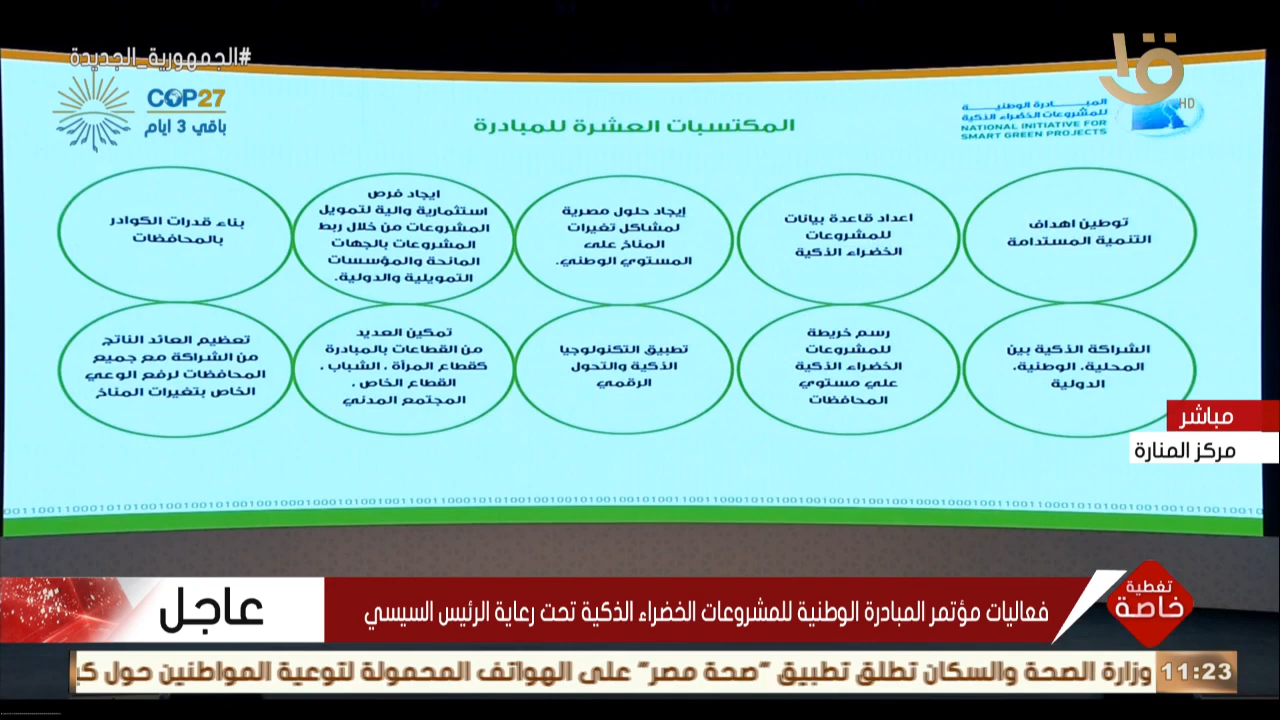 #الجمهورية_الجديدة
HD
COP27
باقي 3 ايام
المكتسبات العشرة للمبادرة
المبادرة الوطنية
للمشروعات الخضراء الذكية
NATIONAL INITIATIVE FOR
SMART GREEN PROJECTS
توطين اهداف
التنمية المستدامة
اعداد قاعدة بيانات
للمشروعات
الخضراء الذكية
إيجاد حلول مصرية
لمشاكل تغيرات
المناخ على
المستوي الوطني.
ايجاد فرص
استثمارية والية لتمويل
المشروعات من خلال ربط
المشروعات بالجهات
المانحة والمؤسسات
التمويلية والدولية.
بناء قدرات الكوادر
بالمحافظات
الشراكة الذكية بين
المحلية، الوطنية،
الدولية
رسم خريطة
للمشروعات
الخضراء الذكية
علي مستوي
المحافظات
تطبيق التكنولوجيا
الذكية والتحول
الرقمي
تمكين العديد
من القطاعات بالمبادرة
كقطاع المرأة ، الشباب ،
القطاع الخاص ،
المجتمع المدني
تعظيم العائد الناتج
من الشراكة مع جميع
المحافظات لرفع الوعي
الخاص بتغيرات المناخ
مباشر
مركز المنارة
تغطية
خاصة
فعاليات مؤتمر المبادرة الوطنية للمشروعات الخضراء الذكية تحت رعاية الرئيس السيسي
عاجل
11:23
وزارة الصحة والسكان تطلق تطبيق "صحة مصر" على الهواتف المحمولة لتوعية المواطنين حول